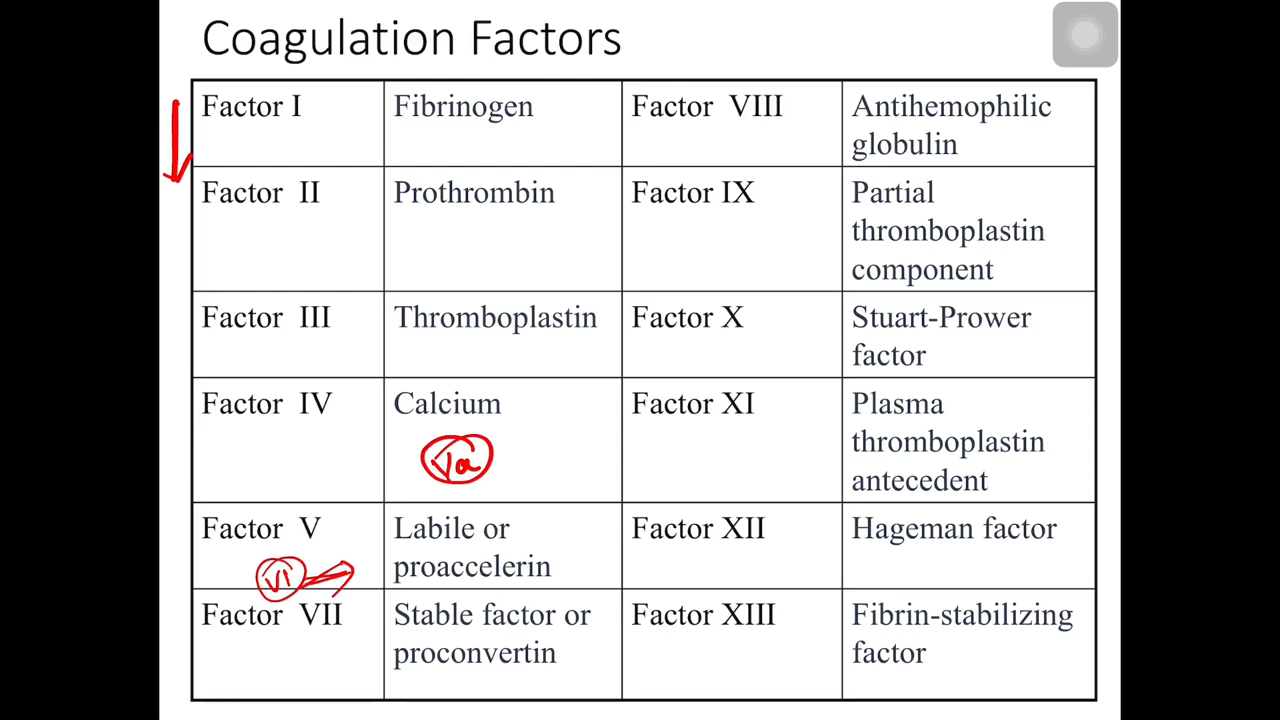 Coagulation Factors
Factor I Fibrinogen Factor VIII Antihemophilic
globulin
Factor II Prothrombin Factor IX Partial
thromboplastin
component
Factor III Thromboplastin Factor X Stuart-Prower
factor
Factor IV Calcium Factor XI Plasma
thromboplastin
Va
antecedent
Factor V Labile or Factor XII Hageman factor
proaccelerin
VI
Factor VII Stable factor or Factor XIII Fibrin-stabilizing
proconvertin factor